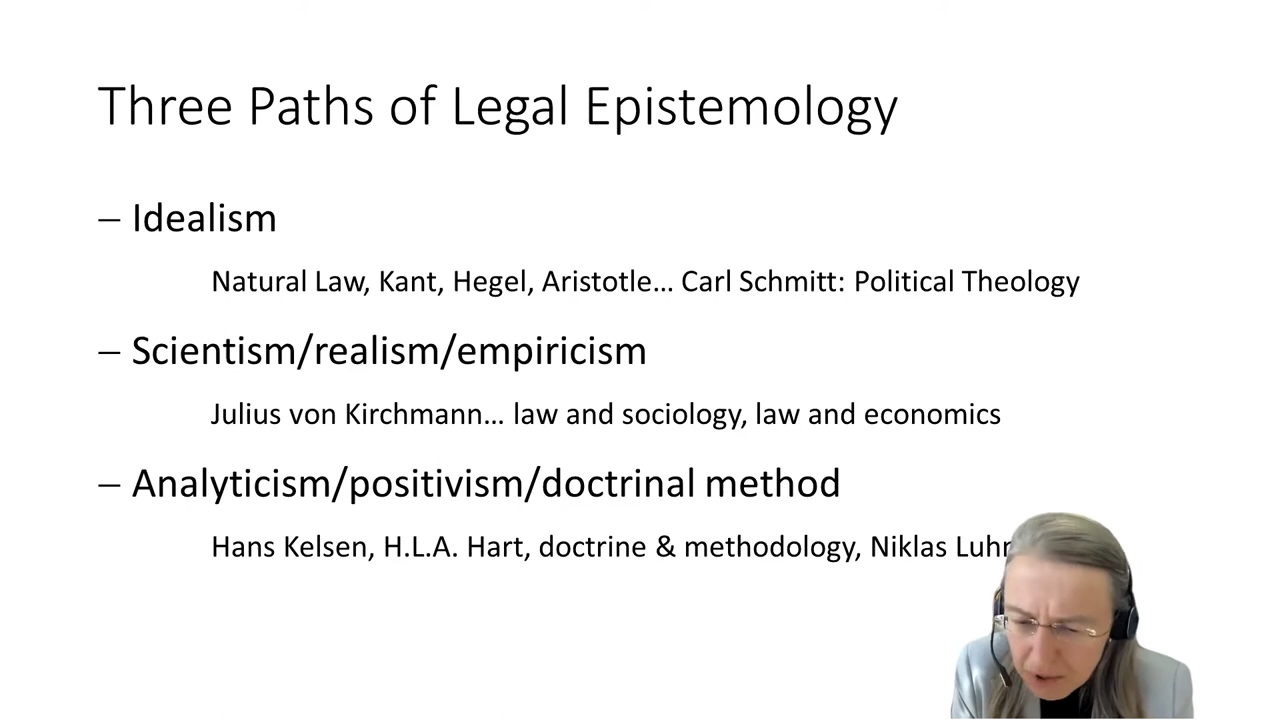 Three Paths of Legal Epistemology
– Idealism
Natural Law, Kant, Hegel, Aristotle... Carl Schmitt: Political Theology
– Scientism/realism/empiricism
Julius von Kirchmann... law and sociology, law and economics
– Analyticism/positivism/doctrinal method
Hans Kelsen, H.L.A. Hart, doctrine & methodology, Niklas